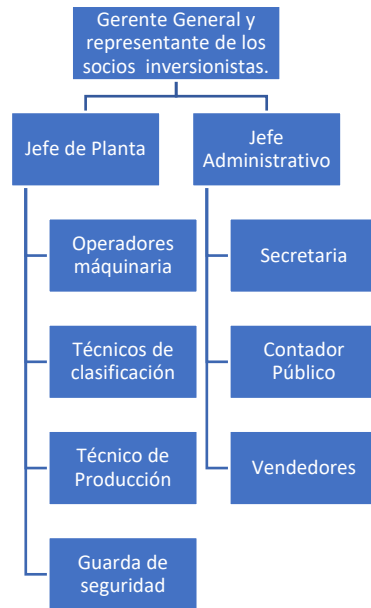 Gerente General y
representante de los
socios inversionistas.
Jefe de Planta
Jefe
Administrativo
Operadores
máquinaria
Secretaria
Técnicos de
clasificación
Contador
Público
Técnico de
Producción
Vendedores
Guarda de
seguridad